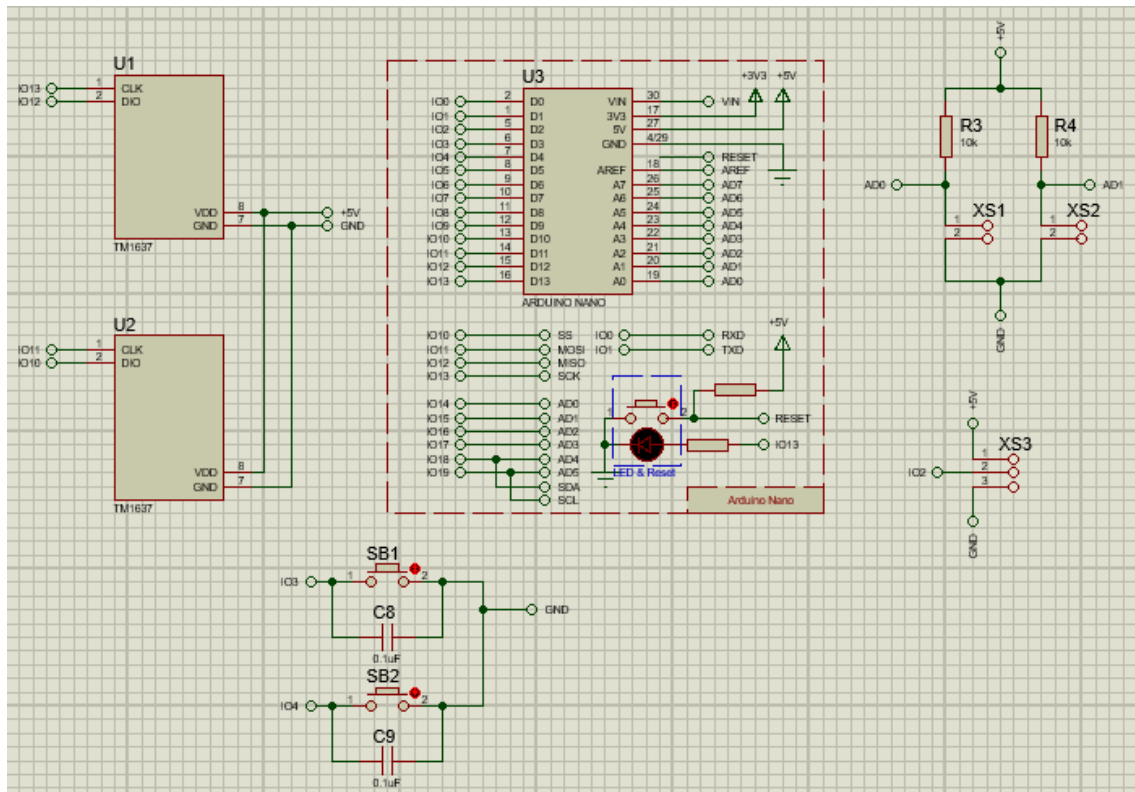 U1
IO13 1 CLK
IO12 2 DIO
VDD 8 +5V
GND 7 GND
TM1637
U2
IO11 1 CLK
IO10 2 DIO
VDD 8
GND 7
TM1637
U3
+3V3 +5V
IO0 2 D0 VIN 30 VIN
IO1 1 D1 3V3 17
IO2 5 D2 5V 27
IO3 6 D3 GND 4/29
IO4 7 D4 RESET
IO5 8 D5 AREF 18 AREF
IO6 9 D6 A7 26 AD7
IO7 10 D7 A6 25 AD6
IO8 11 D8 A5 24 AD5
IO9 12 D9 A4 23 AD4
IO10 13 D10 A3 22 AD3
IO11 14 D11 A2 21 AD2
IO12 15 D12 A1 20 AD1
IO13 16 D13 A0 19 AD0
ARDUINO NANO
IO10 SS
IO11 MOSI
IO12 MISO
IO13 SCK
IO14 AD0
IO15 AD1
IO16 AD2
IO17 AD3
IO18 AD4
IO19 AD5
SDA
SCL
IO0 RXD
IO1 TXD
+5V
1 2 RESET
IO13
LED & Reset
Arduino Nano
+5V
R3
10k
R4
10k
AD0 AD1
XS1
1
2
XS2
1
2
GND
+5V
XS3
1
IO2 2
3
GND
SB1
IO3 1 2
C8
0.1uF
GND
SB2
IO4 1 2
C9
0.1uF